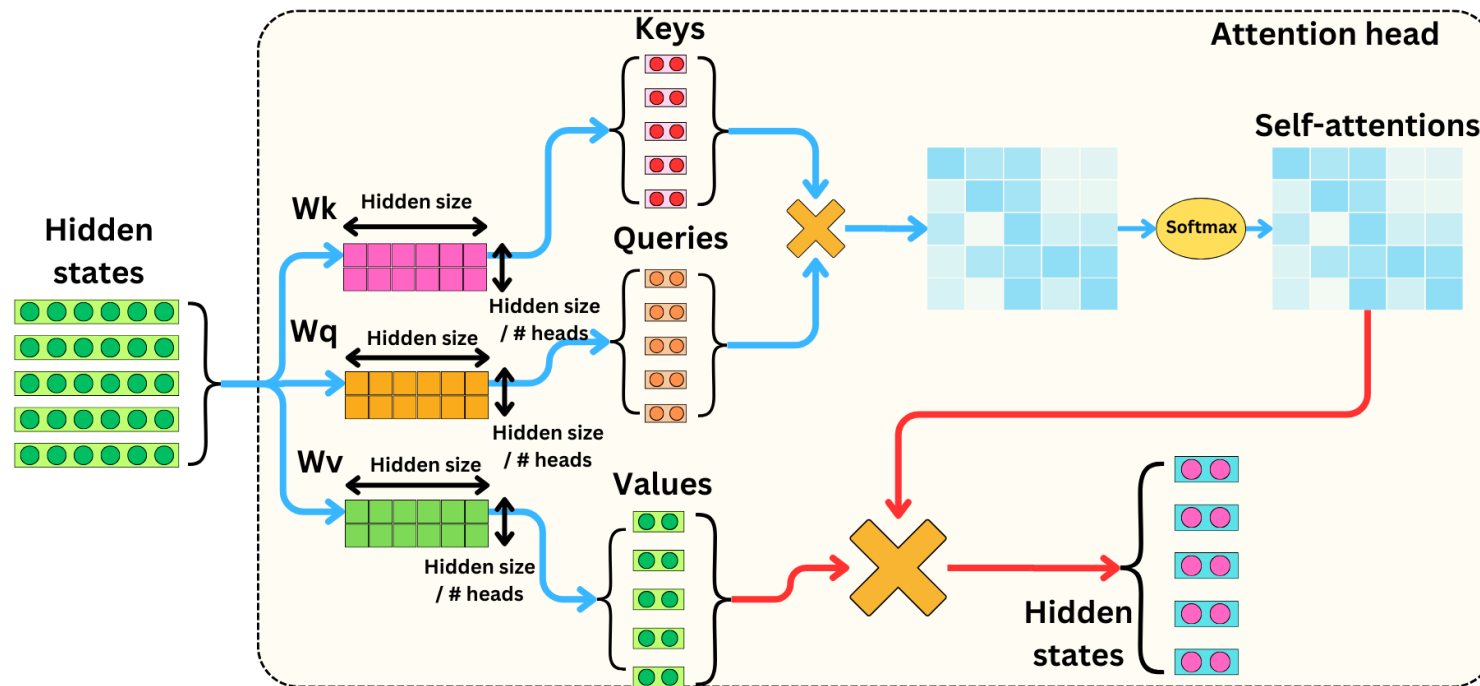 Keys
Attention head
Self-attentions
Wk
Hidden size
Hidden
states
Queries
Softmax
Hidden size
/ # heads
Wq
Hidden size
Hidden size
/ # heads
Wv
Hidden size
Values
Hidden size
/ # heads
Hidden
states